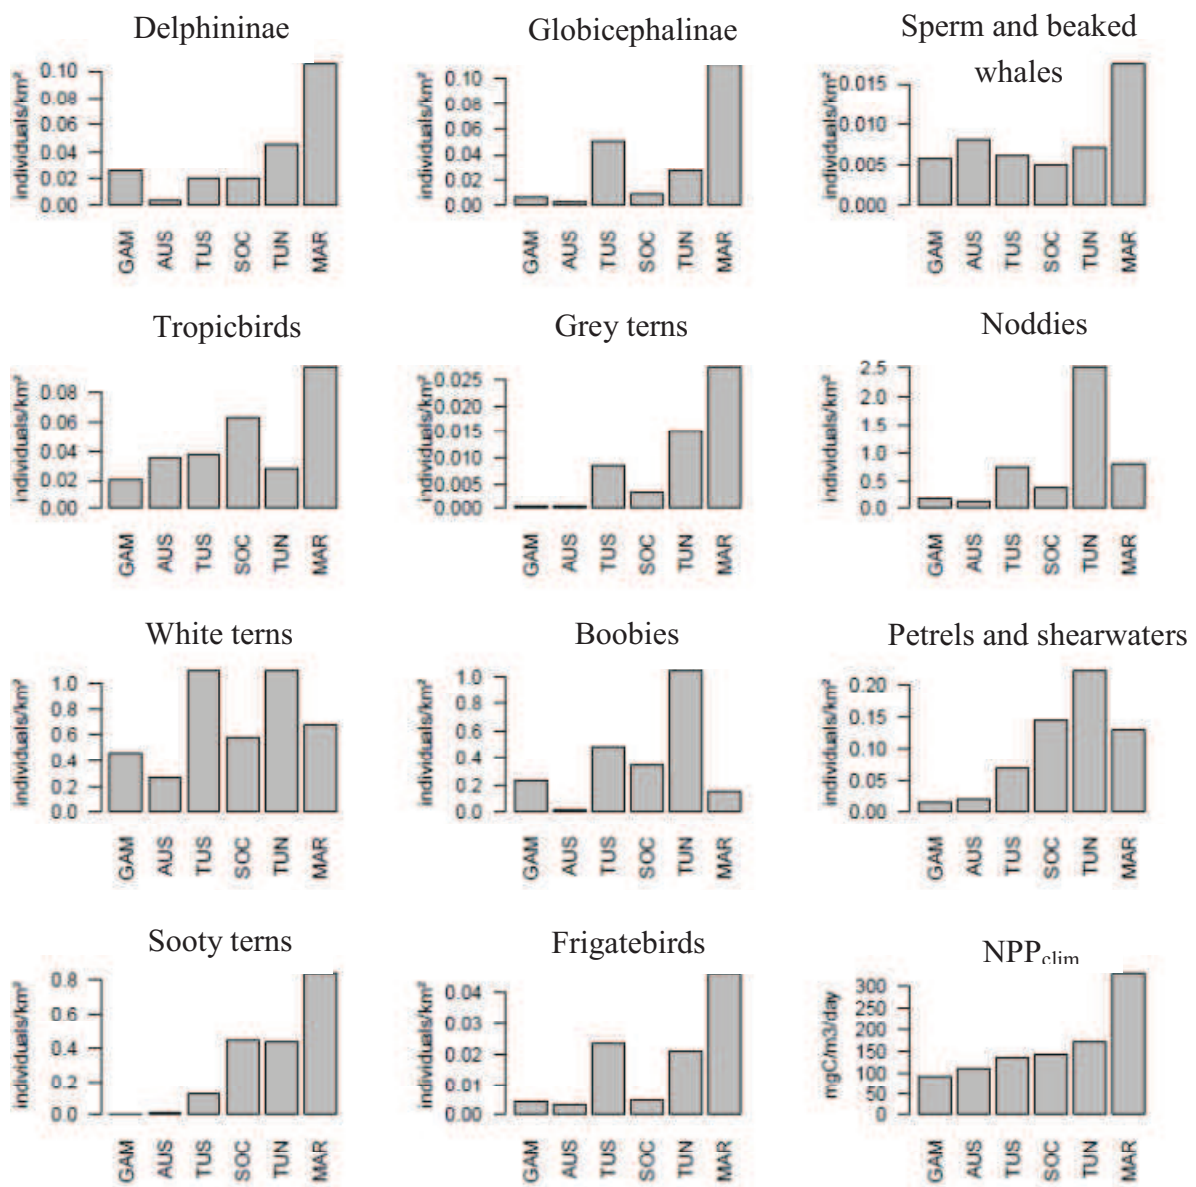 Delphininae
individuals/km²
0.10
0.08
0.06
0.04
0.02
0.00
GAM
AUS
TUS
SOC
TUN
MAR
Globicephalinae
individuals/km²
0.10
0.08
0.06
0.04
0.02
0.00
GAM
AUS
TUS
SOC
TUN
MAR
Sperm and beaked
whales
individuals/km²
0.015
0.010
0.005
0.000
GAM
AUS
TUS
SOC
TUN
MAR
Tropicbirds
individuals/km²
0.08
0.06
0.04
0.02
0.00
GAM
AUS
TUS
SOC
TUN
MAR
Grey terns
individuals/km²
0.025
0.020
0.015
0.010
0.005
0.000
GAM
AUS
TUS
SOC
TUN
MAR
Noddies
individuals/km²
2.5
2.0
1.5
1.0
0.5
0.0
GAM
AUS
TUS
SOC
TUN
MAR
White terns
individuals/km²
1.0
0.8
0.6
0.4
0.2
0.0
GAM
AUS
TUS
SOC
TUN
MAR
Boobies
individuals/km²
1.0
0.8
0.6
0.4
0.2
0.0
GAM
AUS
TUS
SOC
TUN
MAR
Petrels and shearwaters
individuals/km²
0.20
0.15
0.10
0.05
0.00
GAM
AUS
TUS
SOC
TUN
MAR
Sooty terns
individuals/km²
0.8
0.6
0.4
0.2
0.0
GAM
AUS
TUS
SOC
TUN
MAR
Frigatebirds
individuals/km²
0.04
0.03
0.02
0.01
0.00
GAM
AUS
TUS
SOC
TUN
MAR
NPPclim
mgC/m3/day
300
250
200
150
100
50
0
GAM
AUS
TUS
SOC
TUN
MAR